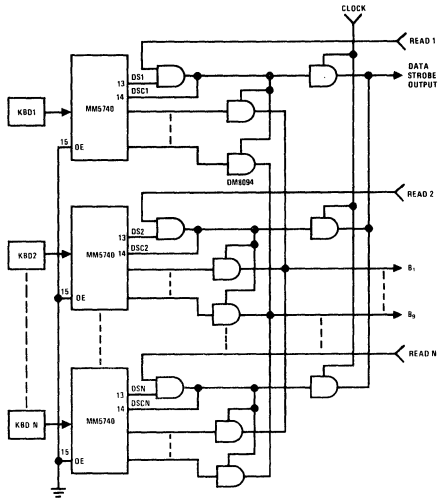 CLOCK
READ 1
DATA
STROBE
OUTPUT
MM5740
DS1
13
DSC1
14
KBD1
15
OE
DM8094
READ 2
MM5740
DS2
13
DSC2
14
KBD2
15
OE
B₁
B₉
READ N
MM5740
DSN
13
DSCN
14
KBD N
15
OE